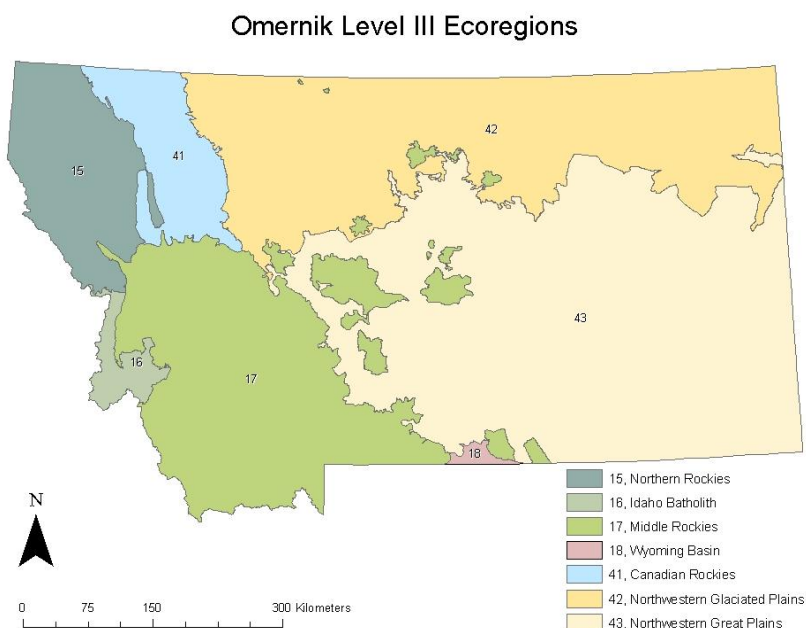 Omernik Level III Ecoregions
42
41
15
43
16
17
18
N
0 75 150 300 Kilometers
15, Northern Rockies
16, Idaho Batholith
17, Middle Rockies
18, Wyoming Basin
41, Canadian Rockies
42, Northwestern Glaciated Plains
43, Northwestern Great Plains